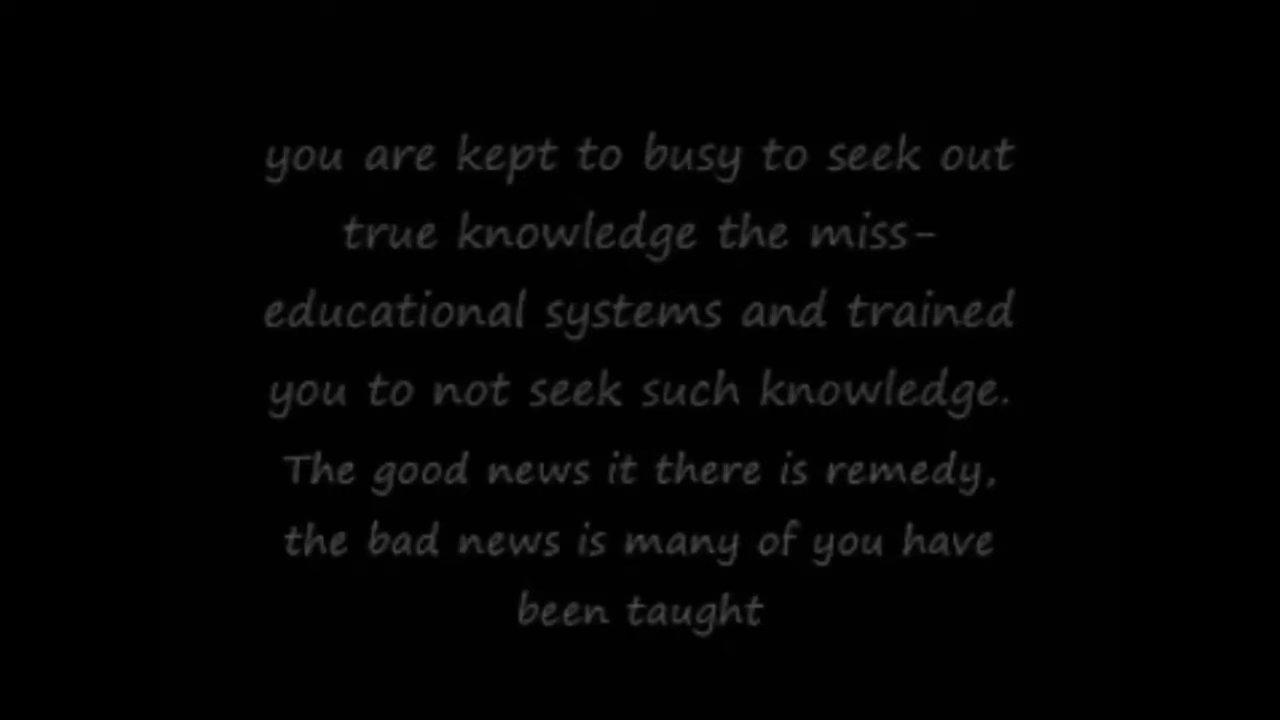 you are kept to busy to seek out
true knowledge the miss-
educational systems and trained
you to not seek such knowledge.
The good news it there is remedy,
the bad news is many of you have
been taught